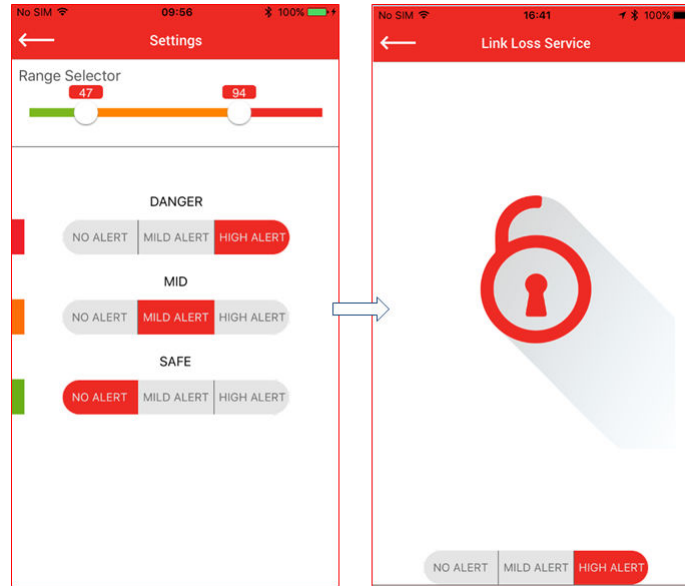 No SIM 09:56 100%
Settings
Range Selector
47 94
DANGER
NO ALERT MILD ALERT HIGH ALERT
MID
NO ALERT MILD ALERT HIGH ALERT
SAFE
NO ALERT MILD ALERT HIGH ALERT
No SIM 16:41 100%
Link Loss Service
NO ALERT MILD ALERT HIGH ALERT